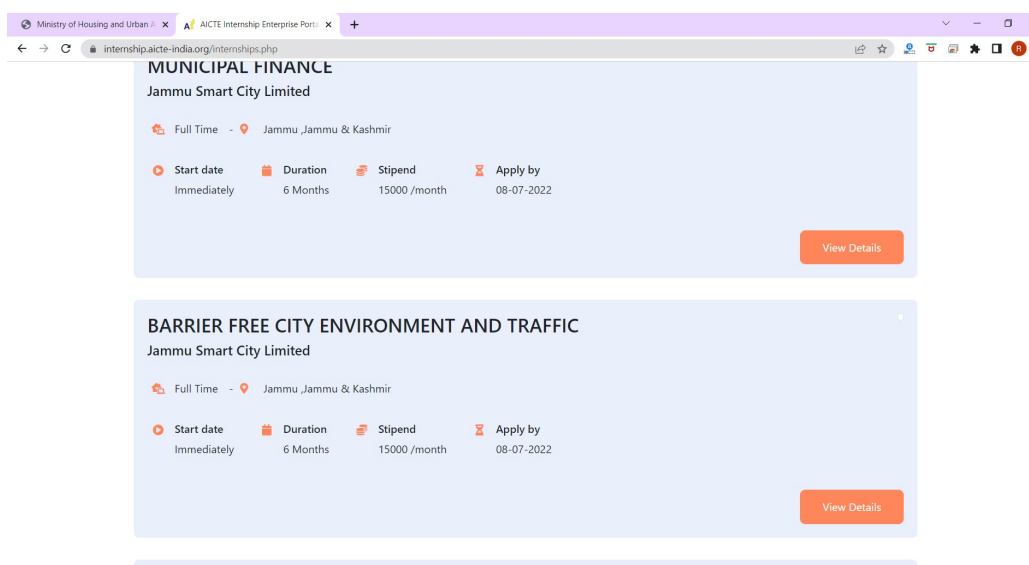 Ministry of Housing and Urban A
AICTE Internship Enterprise Porta
internship.aicte-india.org/internships.php
R
MUNICIPAL FINANCE
Jammu Smart City Limited
Full Time - Jammu ,Jammu & Kashmir
Start date Duration Stipend Apply by
Immediately 6 Months 15000 /month 08-07-2022
View Details
BARRIER FREE CITY ENVIRONMENT AND TRAFFIC
Jammu Smart City Limited
Full Time - Jammu ,Jammu & Kashmir
Start date Duration Stipend Apply by
Immediately 6 Months 15000 /month 08-07-2022
View Details